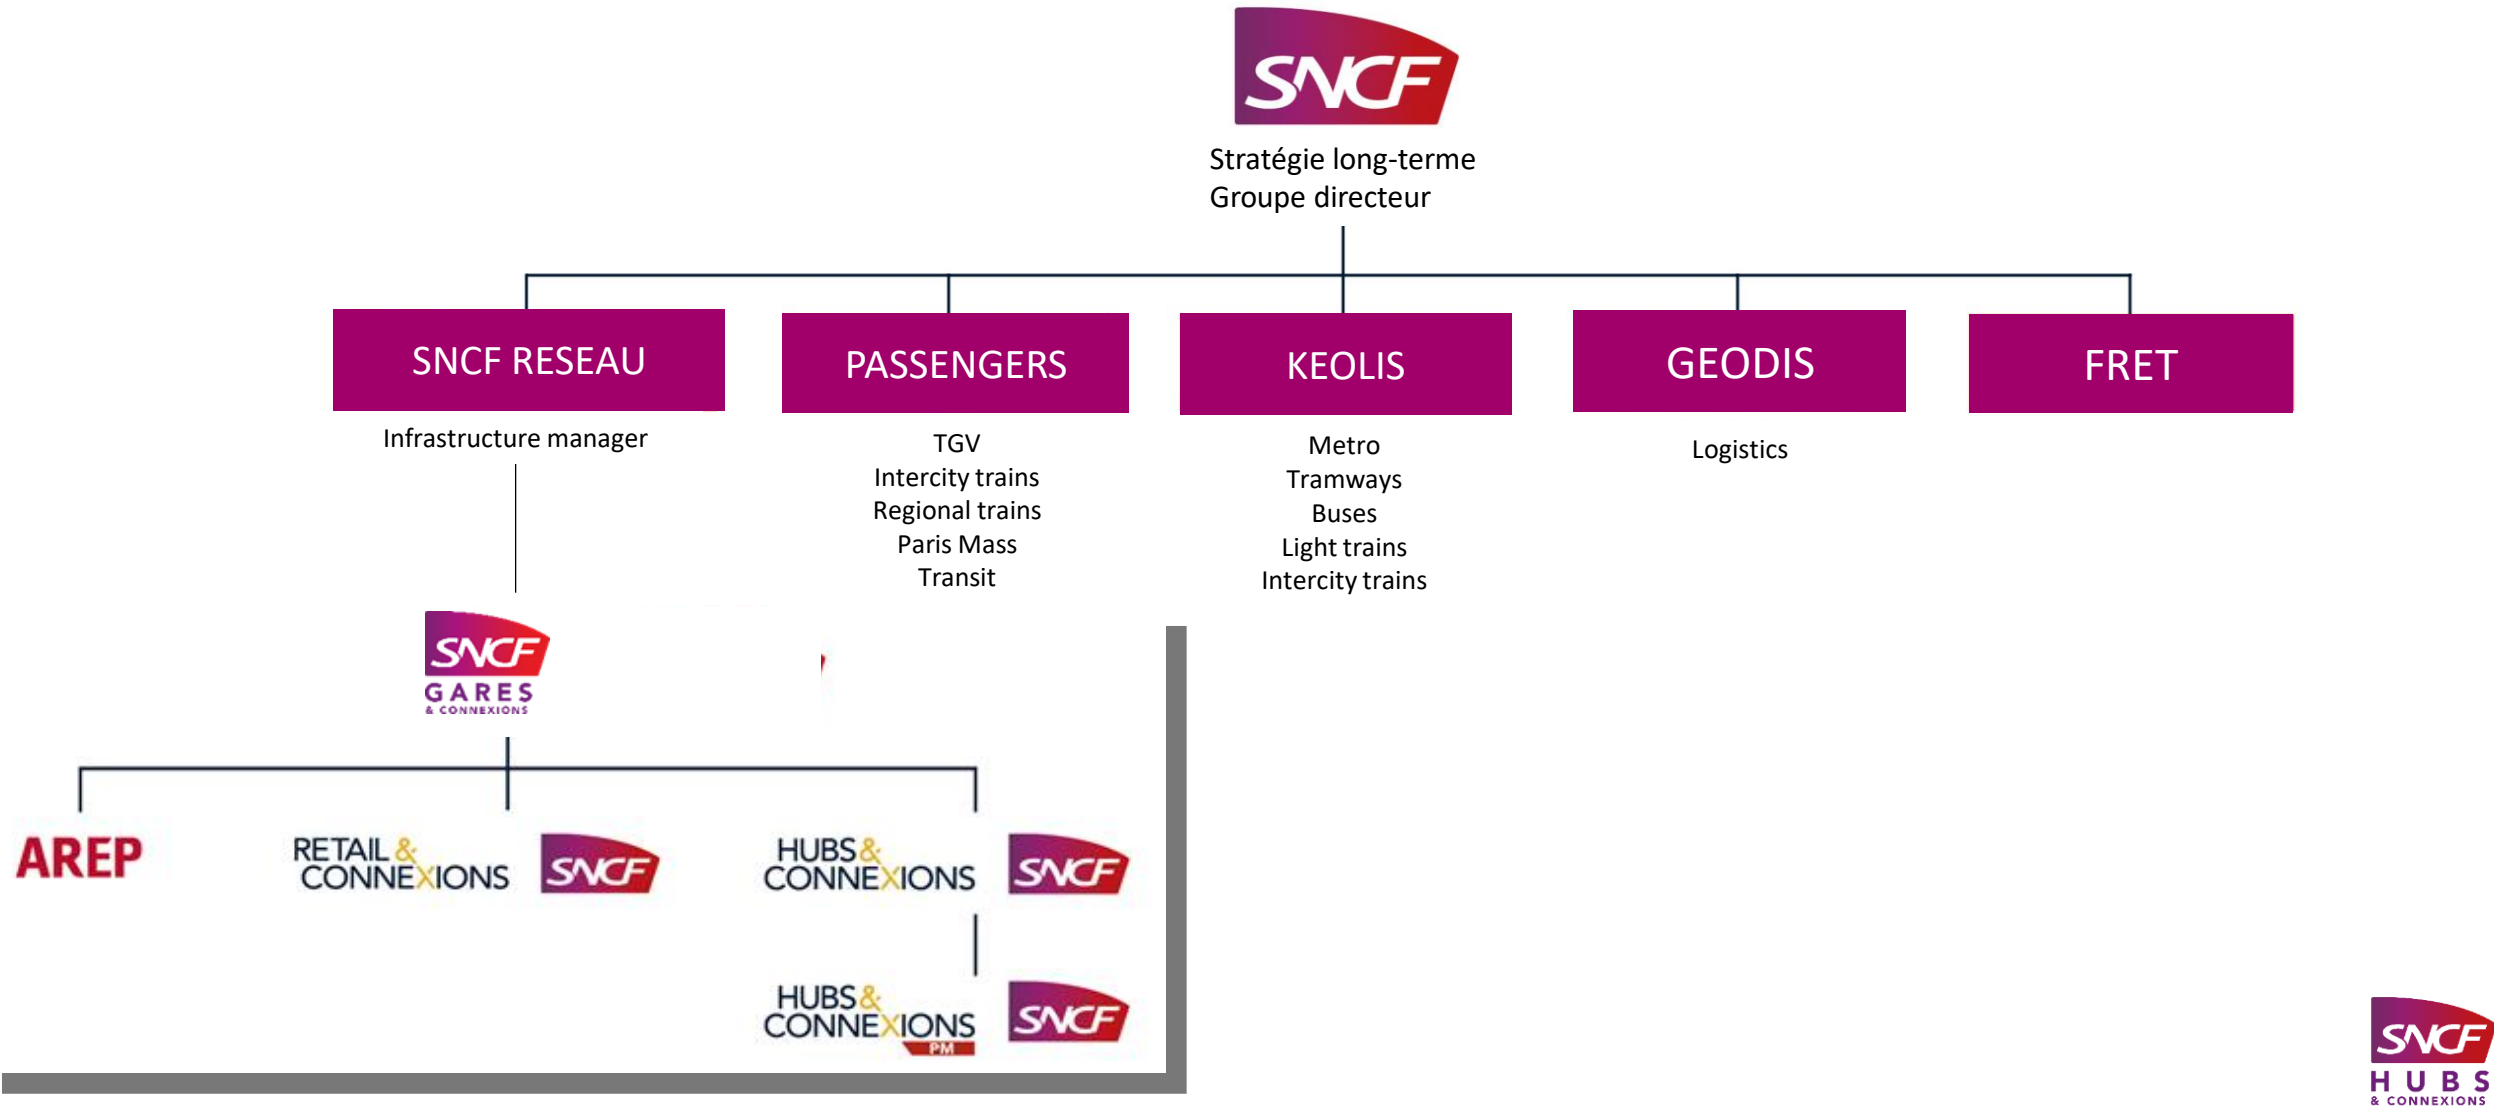 SNCF
Stratégie long-terme
Groupe directeur
SNCF RESEAU
Infrastructure manager
PASSENGERS
TGV
Intercity trains
Regional trains
Paris Mass
Transit
KEOLIS
Metro
Tramways
Buses
Light trains
Intercity trains
GEODIS
Logistics
FRET
SNCF
GARES
& CONNEXIONS
AREP
RETAIL &
CONNEXIONS
SNCF
HUBS &
CONNEXIONS
SNCF
HUBS &
CONNEXIONS
PM
SNCF
SNCF
HUBS
& CONNEXIONS